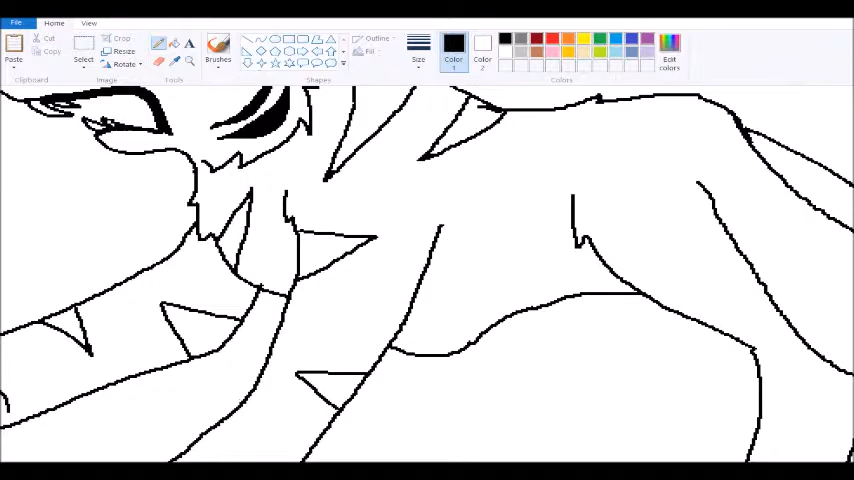 File Home View
Paste Cut Copy Clipboard
Select Crop Resize Rotate Image
A Tools
Brushes
Outline Fill Shapes
Size
Color 1
Color 2
Edit colors
Colors